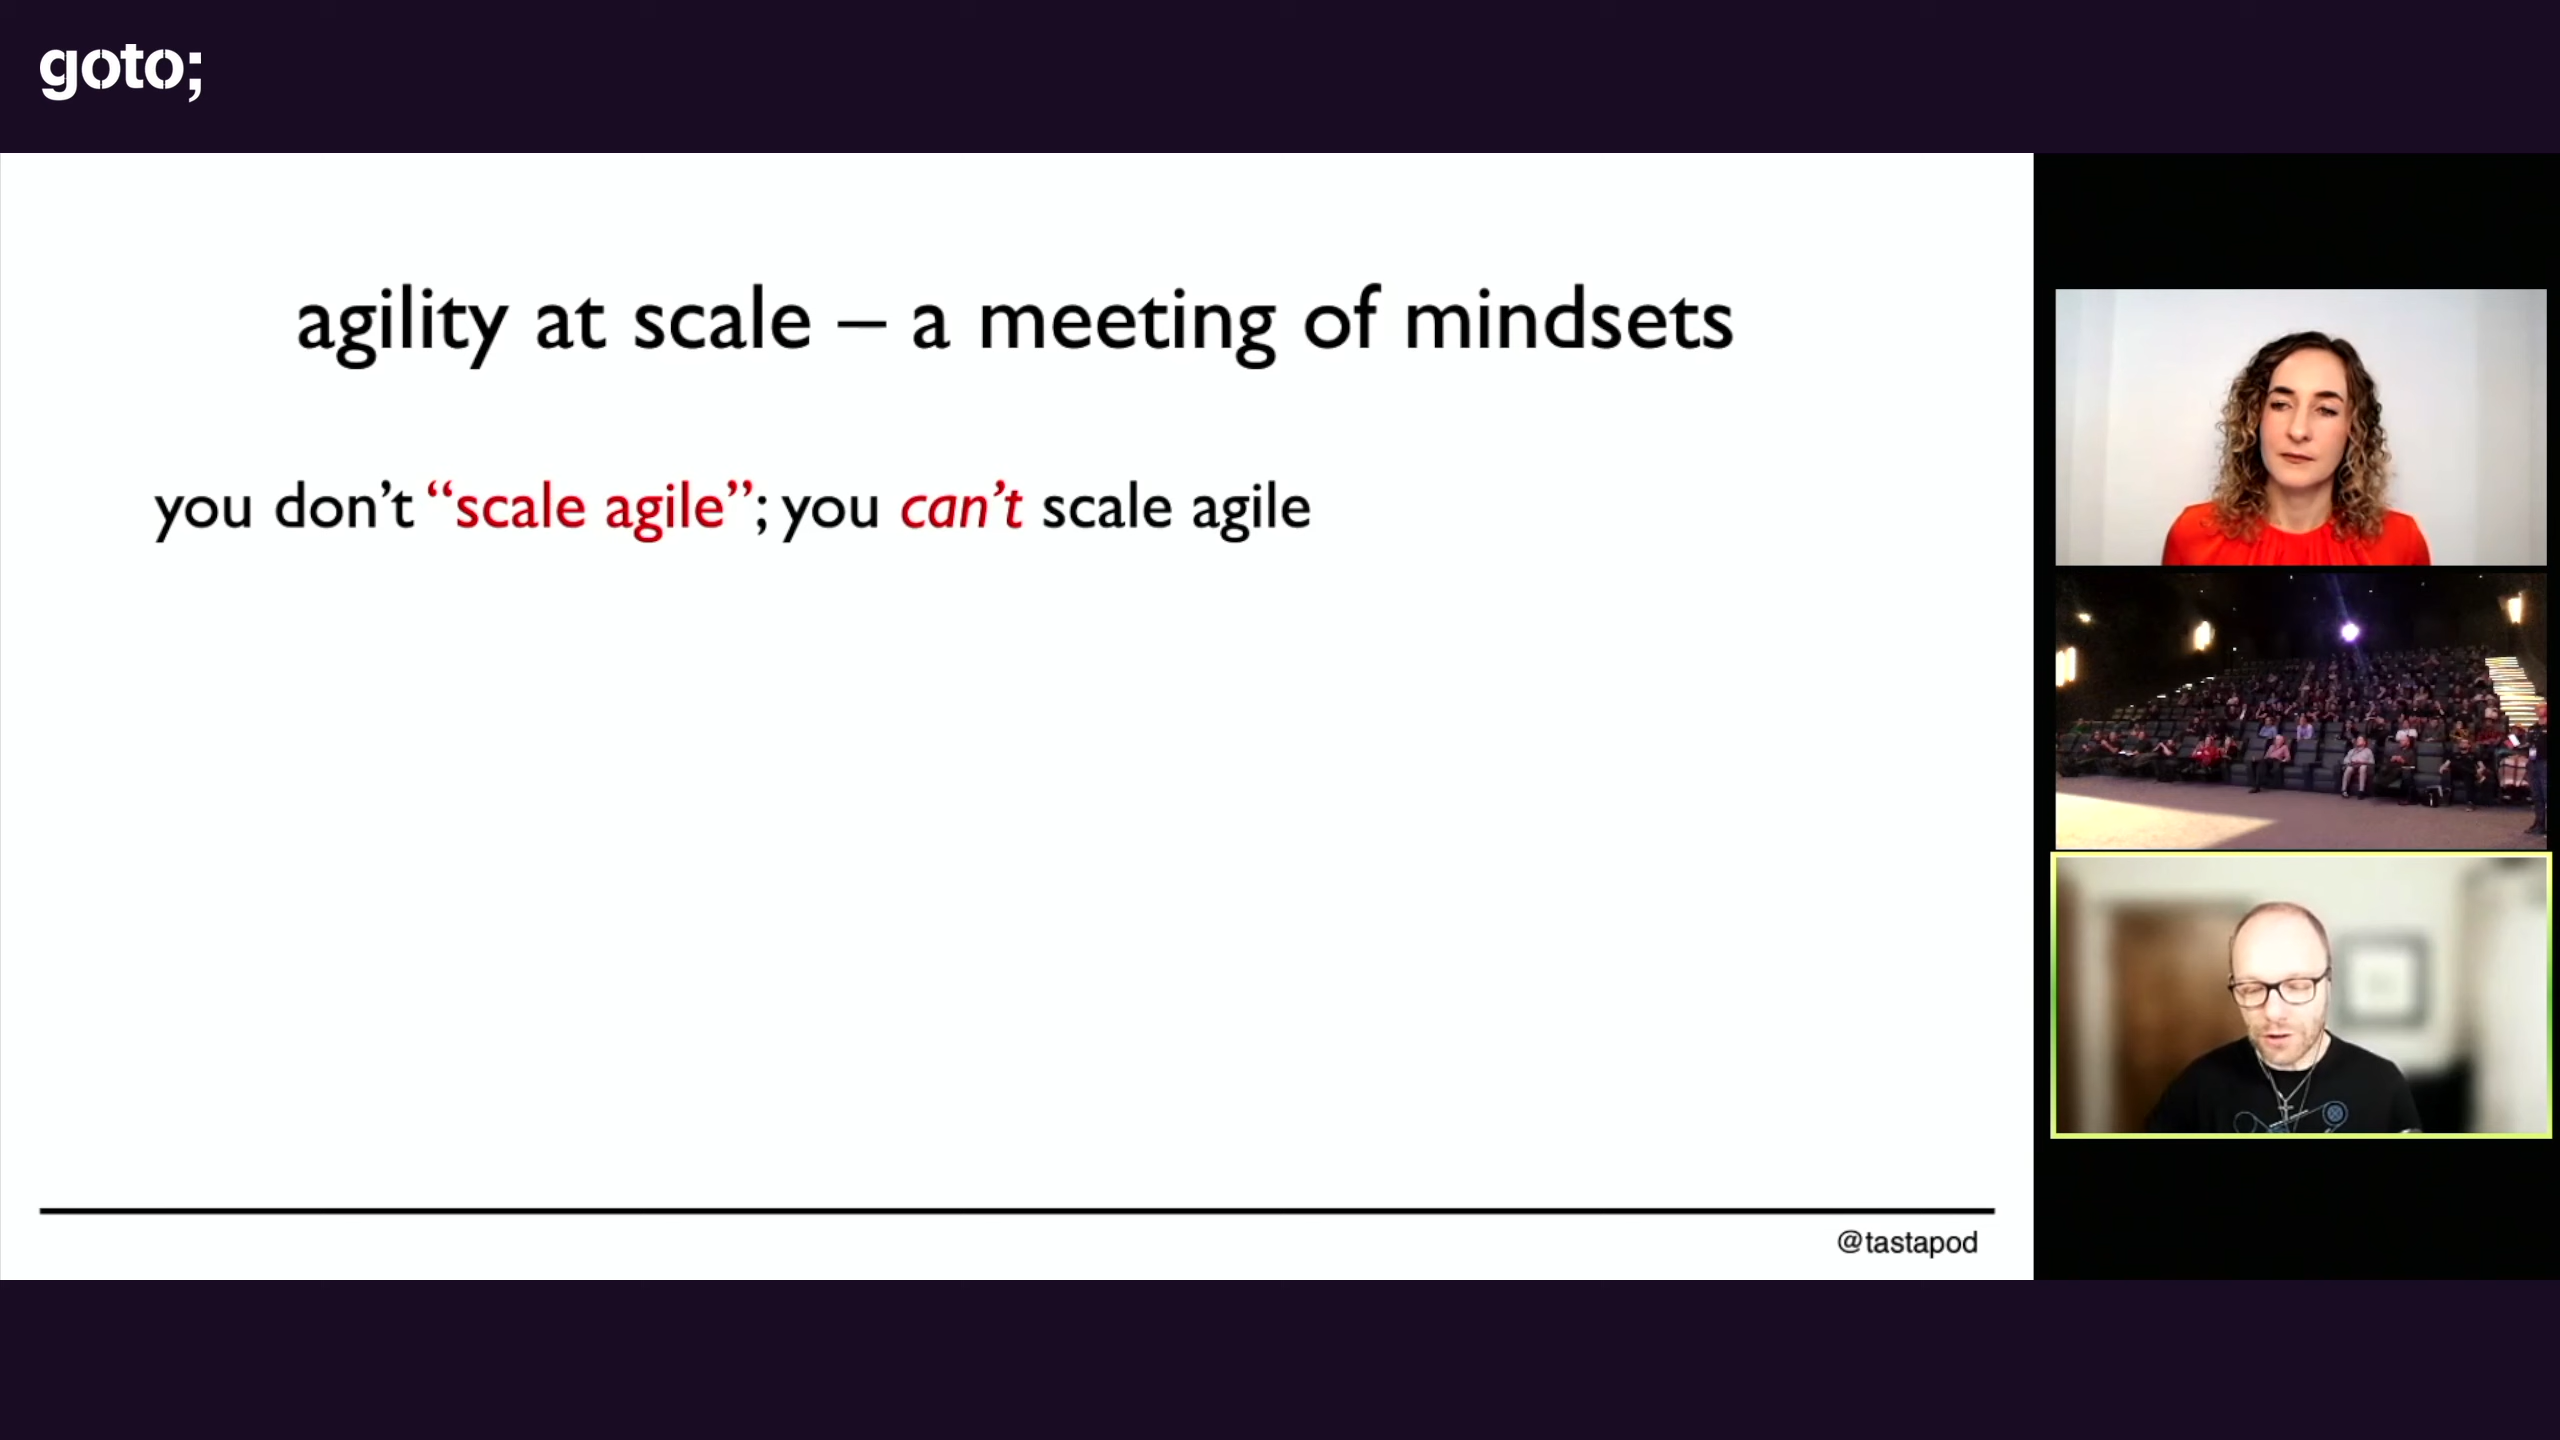 goto;
agility at scale – a meeting of mindsets
you don’t “scale agile”; you can’t scale agile
@tastapod